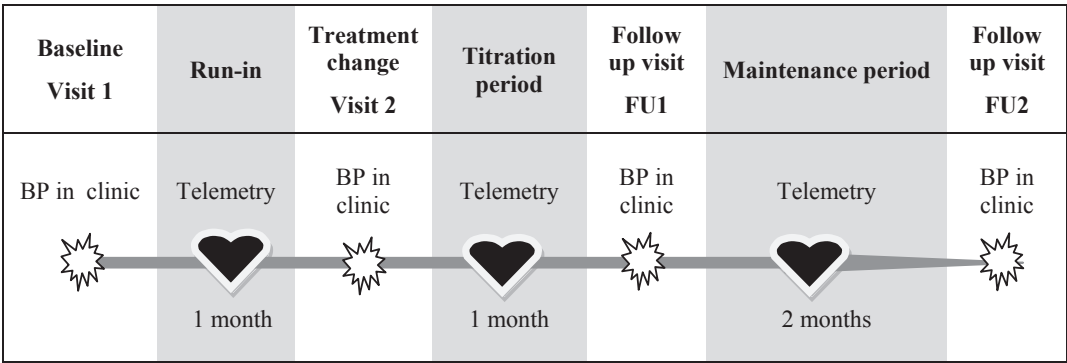 Baseline
Visit 1
Run-in
Treatment
change
Visit 2
Titration
period
Follow
up visit
FU1
Maintenance period
Follow
up visit
FU2
BP in clinic
Telemetry
BP in
clinic
Telemetry
BP in
clinic
Telemetry
BP in
clinic
1 month
1 month
2 months